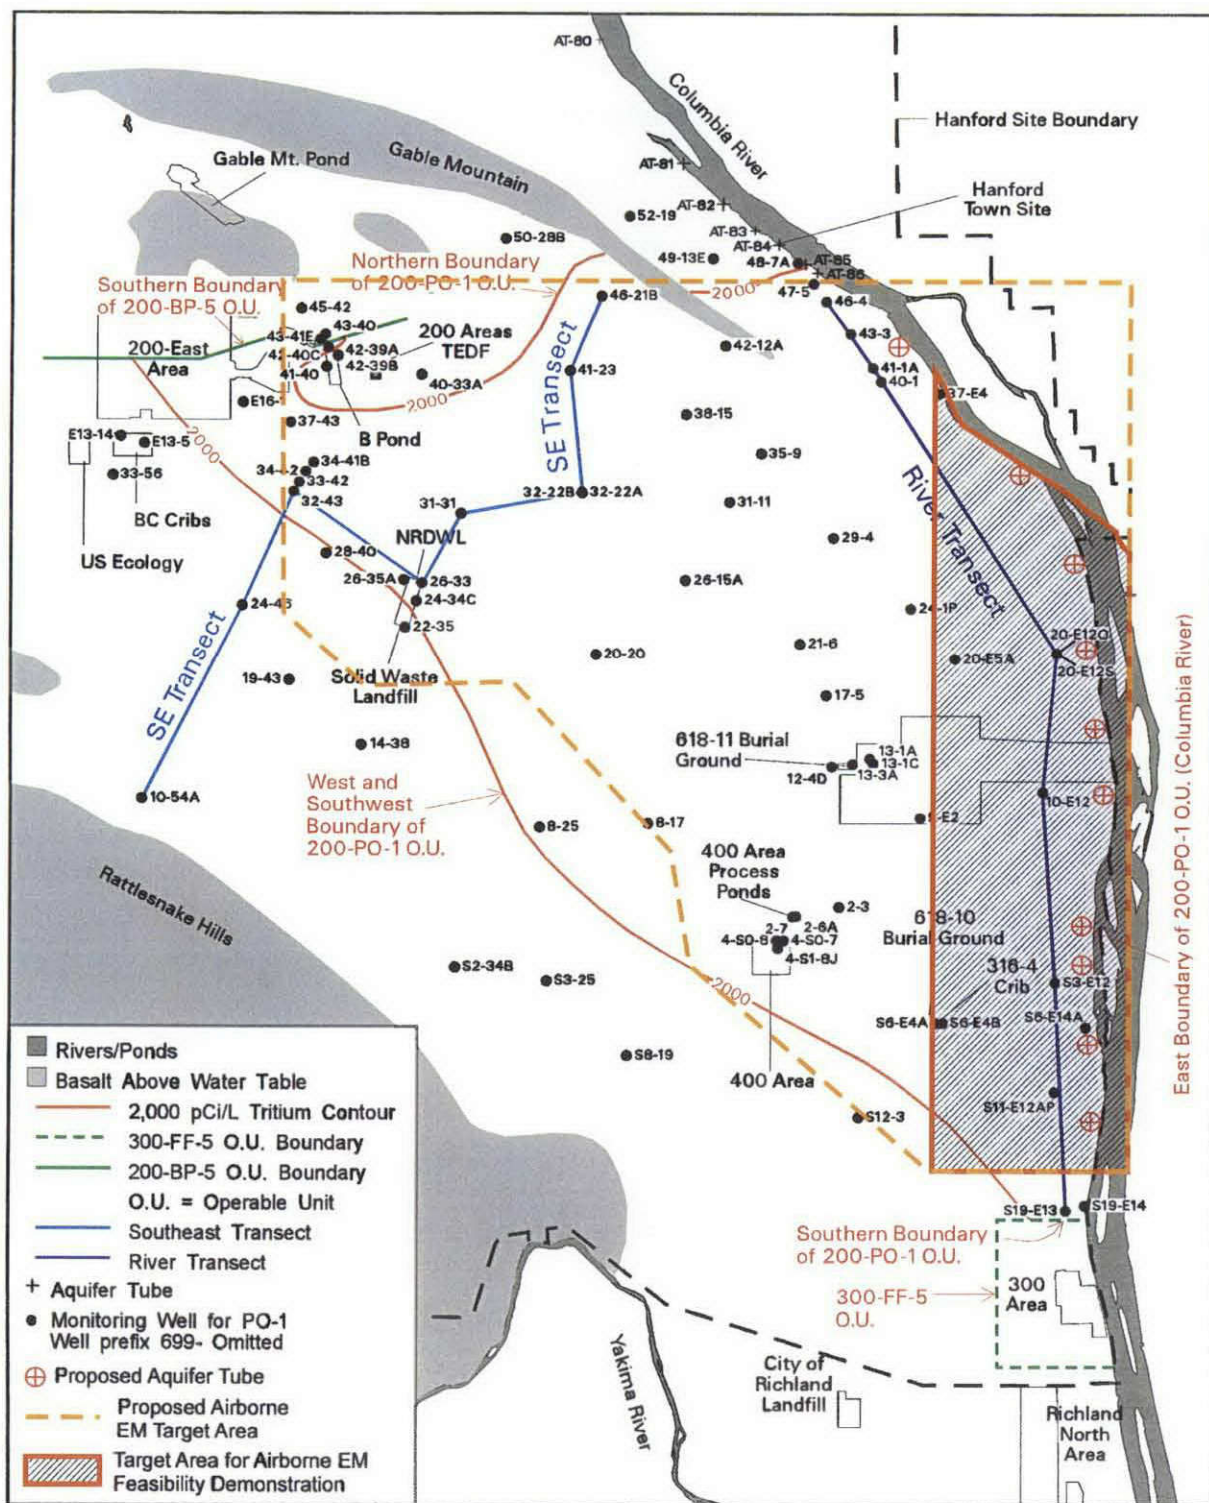 AT-80
Columbia River
Hanford Site Boundary
Gable Mt. Pond
Gable Mountain
AT-81
Hanford
Town Site
AT-82
52-19
AT-83
50-28B
AT-84
Northern Boundary
of 200-PO-1 O.U.
49-13E
48-7A
AT-85
AT-86
Southern Boundary
of 200-BP-5 O.U.
2000
47-5
45-42
46-21B
46-4
43-40
43-41E
200 Areas
TEDF
43-3
200-East
Area
42-39A
42-12A
42-39B
41-40
41-23
41-1A
40-33A
40-1
37-E4
E16-
2000
38-15
37-43
B Pond
E13-14
E13-5
2000
35-9
34-41B
SE Transect
33-56
33-42
32-43
32-22B
32-22A
BC Cribs
31-31
31-11
River Transect
US Ecology
NRDWL
29-4
28-40
26-35A
26-33
26-15A
24-34C
24-1P
22-35
20-E12O
20-20
21-6
20-E5A
20-E12S
Solid Waste
Landfill
19-43
17-5
SE Transect
14-38
618-11 Burial
Ground
13-1A
13-1C
12-4D
13-3A
10-54A
West and
Southwest
Boundary of
200-PO-1 O.U.
10-E12
8-25
8-17
-E2
East Boundary of 200-PO-1 O.U. (Columbia River)
400 Area
Process
Ponds
Rattlesnake Hills
2-3
2-7
2-6A
618-10
Burial Ground
4-S0-8
4-S0-7
4-S1-8J
S2-34B
S3-25
2000
316-4
Crib
S3-E12
S6-E4A
S6-E4B
S6-E14A
S8-19
400 Area
S11-E12AP
S12-3
S19-E13
S19-E14
Southern Boundary
of 200-PO-1 O.U.
300-FF-5
O.U.
300
Area
Yakima River
City of
Richland
Landfill
Richland
North
Area
Rivers/Ponds
Basalt Above Water Table
2,000 pCi/L Tritium Contour
300-FF-5 O.U. Boundary
200-BP-5 O.U. Boundary
O.U. = Operable Unit
Southeast Transect
River Transect
Aquifer Tube
Monitoring Well for PO-1
Well prefix 699- Omitted
Proposed Aquifer Tube
Proposed Airborne
EM Target Area
Target Area for Airborne EM
Feasibility Demonstration